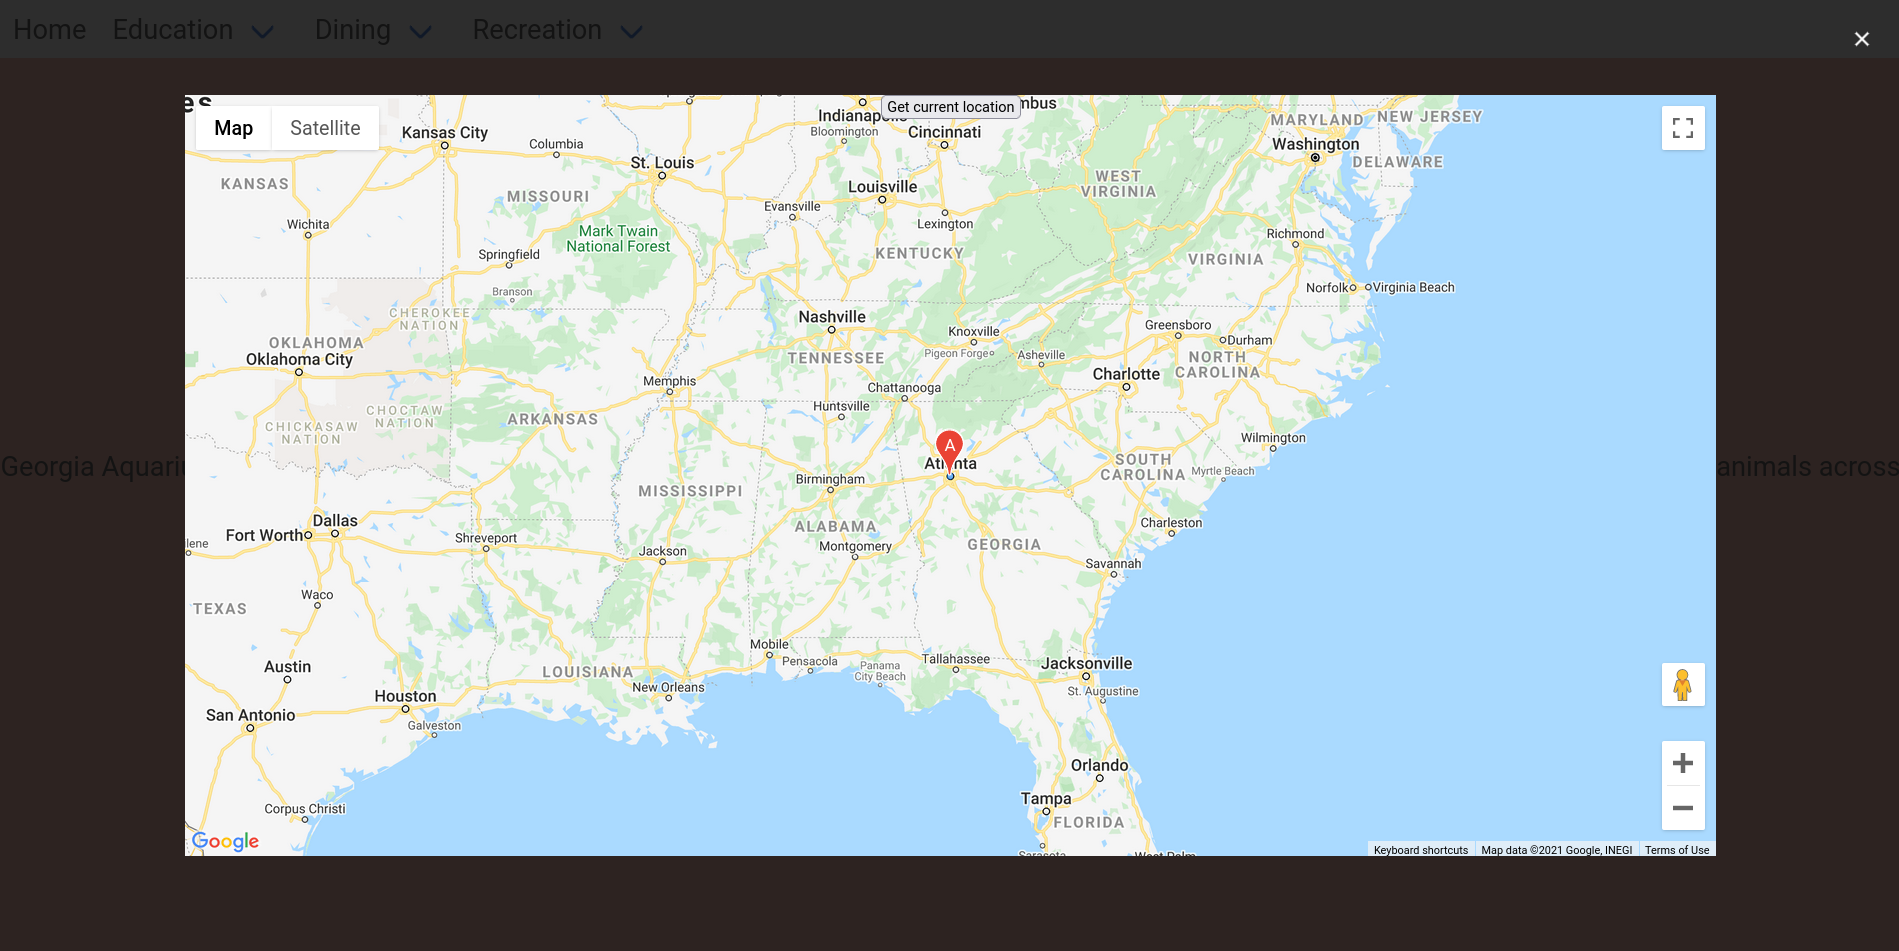 Home Education Dining Recreation
es
Get current location
mbus
Map Satellite
Indianapo
Bloomington
Cincinnati
Kansas City
Columbia
St. Louis
MARYLAND
NEW JERSEY
Washington
DELAWARE
KANSAS
MISSOURI
Louisville
WEST
VIRGINIA
Evansville
Lexington
Wichita
Mark Twain
National Forest
Richmond
Springfield
KENTUCKY
VIRGINIA
Branson
Norfolk
Virginia Beach
CHEROKEE
NATION
Nashville
Knoxville
Greensboro
Durham
OKLAHOMA
Oklahoma City
TENNESSEE
Pigeon Forge
Asheville
NORTH
CAROLINA
Memphis
Chattanooga
Charlotte
Huntsville
CHOCTAW
NATION
ARKANSAS
CHICKASAW
NATION
A
Wilmington
Atlanta
Georgia Aquari
animals across
SOUTH
CAROLINA
Myrtle Beach
Birmingham
MISSISSIPPI
Dallas
Fort Worth
ALABAMA
Charleston
Shreveport
lene
Jackson
Montgomery
GEORGIA
Savannah
Waco
TEXAS
Mobile
Pensacola
Panama
City Beach
Tallahassee
Jacksonville
Austin
LOUISIANA
New Orleans
St. Augustine
Houston
San Antonio
Galveston
Orlando
Tampa
Corpus Christi
FLORIDA
Google
Sarasota
West Palm
Keyboard shortcuts Map data ©2021 Google, INEGI Terms of Use